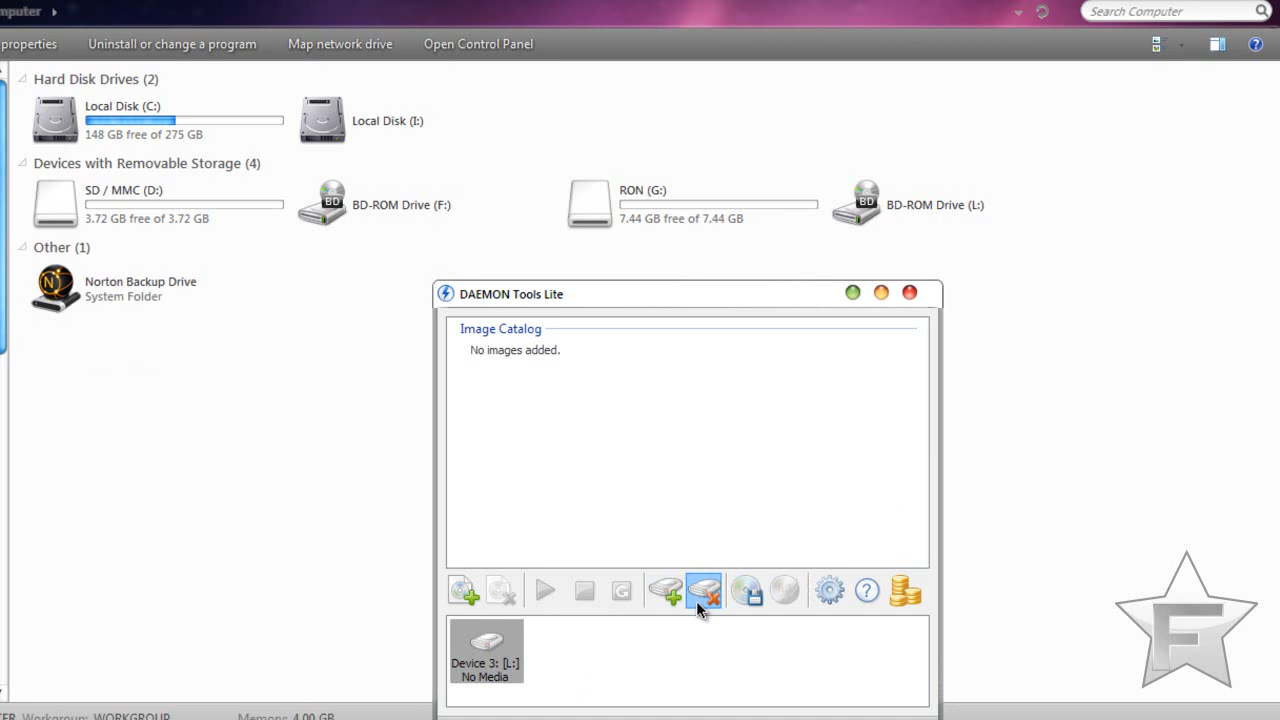 mputer
Search Computer
properties
Uninstall or change a program
Map network drive
Open Control Panel
Hard Disk Drives (2)
Local Disk (C:)
148 GB free of 275 GB
Local Disk (I:)
Devices with Removable Storage (4)
SD / MMC (D:)
3.72 GB free of 3.72 GB
BD
BD-ROM Drive (F:)
RON (G:)
7.44 GB free of 7.44 GB
BD
BD-ROM Drive (L:)
Other (1)
N
Norton Backup Drive
System Folder
DAEMON Tools Lite
Image Catalog
No images added.
G
?
Device 3: [L:]
No Media
F
TER Workgroup: WORKGROUP
Memory: 4.00 GB